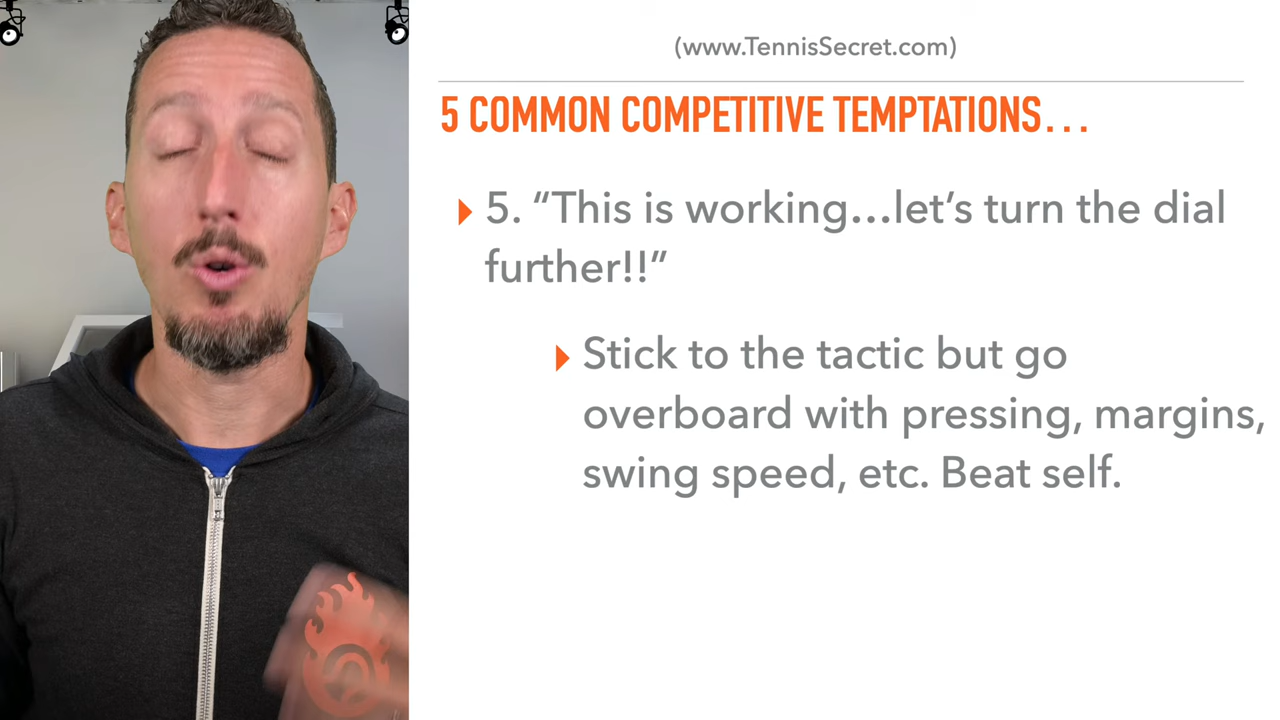 (www.TennisSecret.com)
5 COMMON COMPETITIVE TEMPTATIONS…
5. “This is working…let’s turn the dial
further!!”
Stick to the tactic but go
overboard with pressing, margins,
swing speed, etc. Beat self.